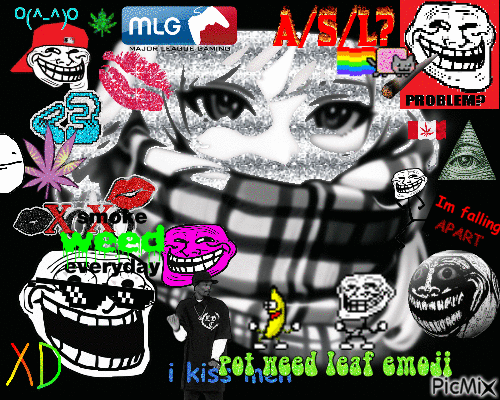 O(^_^)O
MLG
MAJOR LEAGUE GAMING
A/S/L?
PROBLEM?
<3
Im falling
APART
XX
smoke
weed
everyday
XD
i kiss men
pot weed leaf emoji
PicMix